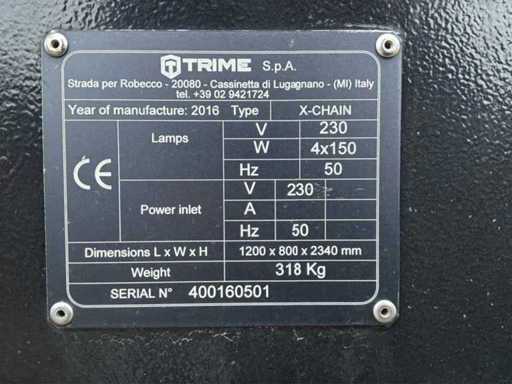 TRIME S.p.A.
Strada per Robecco - 20080 - Cassinetta di Lugagnano - (MI) Italy
tel. +39 02 9421724
Year of manufacture: 2016 Type X-CHAIN
CE
Lamps
V 230
W 4x150
Hz 50
Power inlet
V 230
A
Hz 50
Dimensions L x W x H 1200 x 800 x 2340 mm
Weight 318 Kg
SERIAL N° 400160501